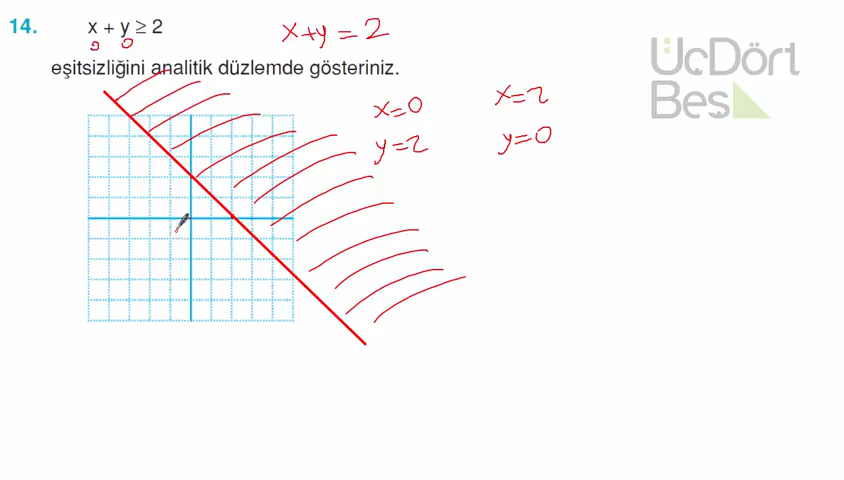 14. x + y ≥ 2
0 0
x+y = 2
eşitsizliğini analitik düzlemde gösteriniz.
x=0
y=2
x=2
y=0
ÜçDört
Beş